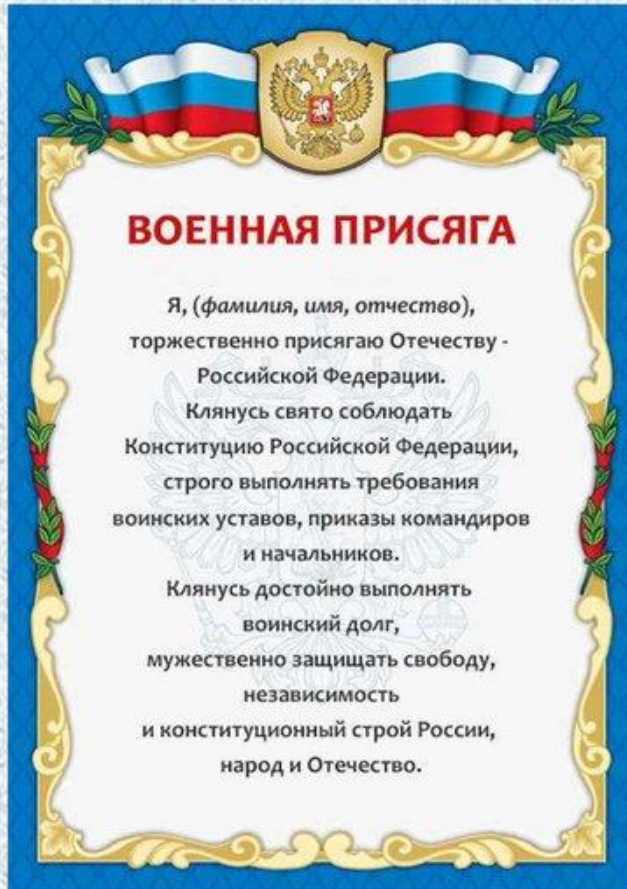 ВОЕННАЯ ПРИСЯГА
Я, (фамилия, имя, отчество),
торжественно присягаю Отечеству -
Российской Федерации.
Клянусь свято соблюдать
Конституцию Российской Федерации,
строго выполнять требования
воинских уставов, приказы командиров
и начальников.
Клянусь достойно выполнять
воинский долг,
мужественно защищать свободу,
независимость
и конституционный строй России,
народ и Отечество.